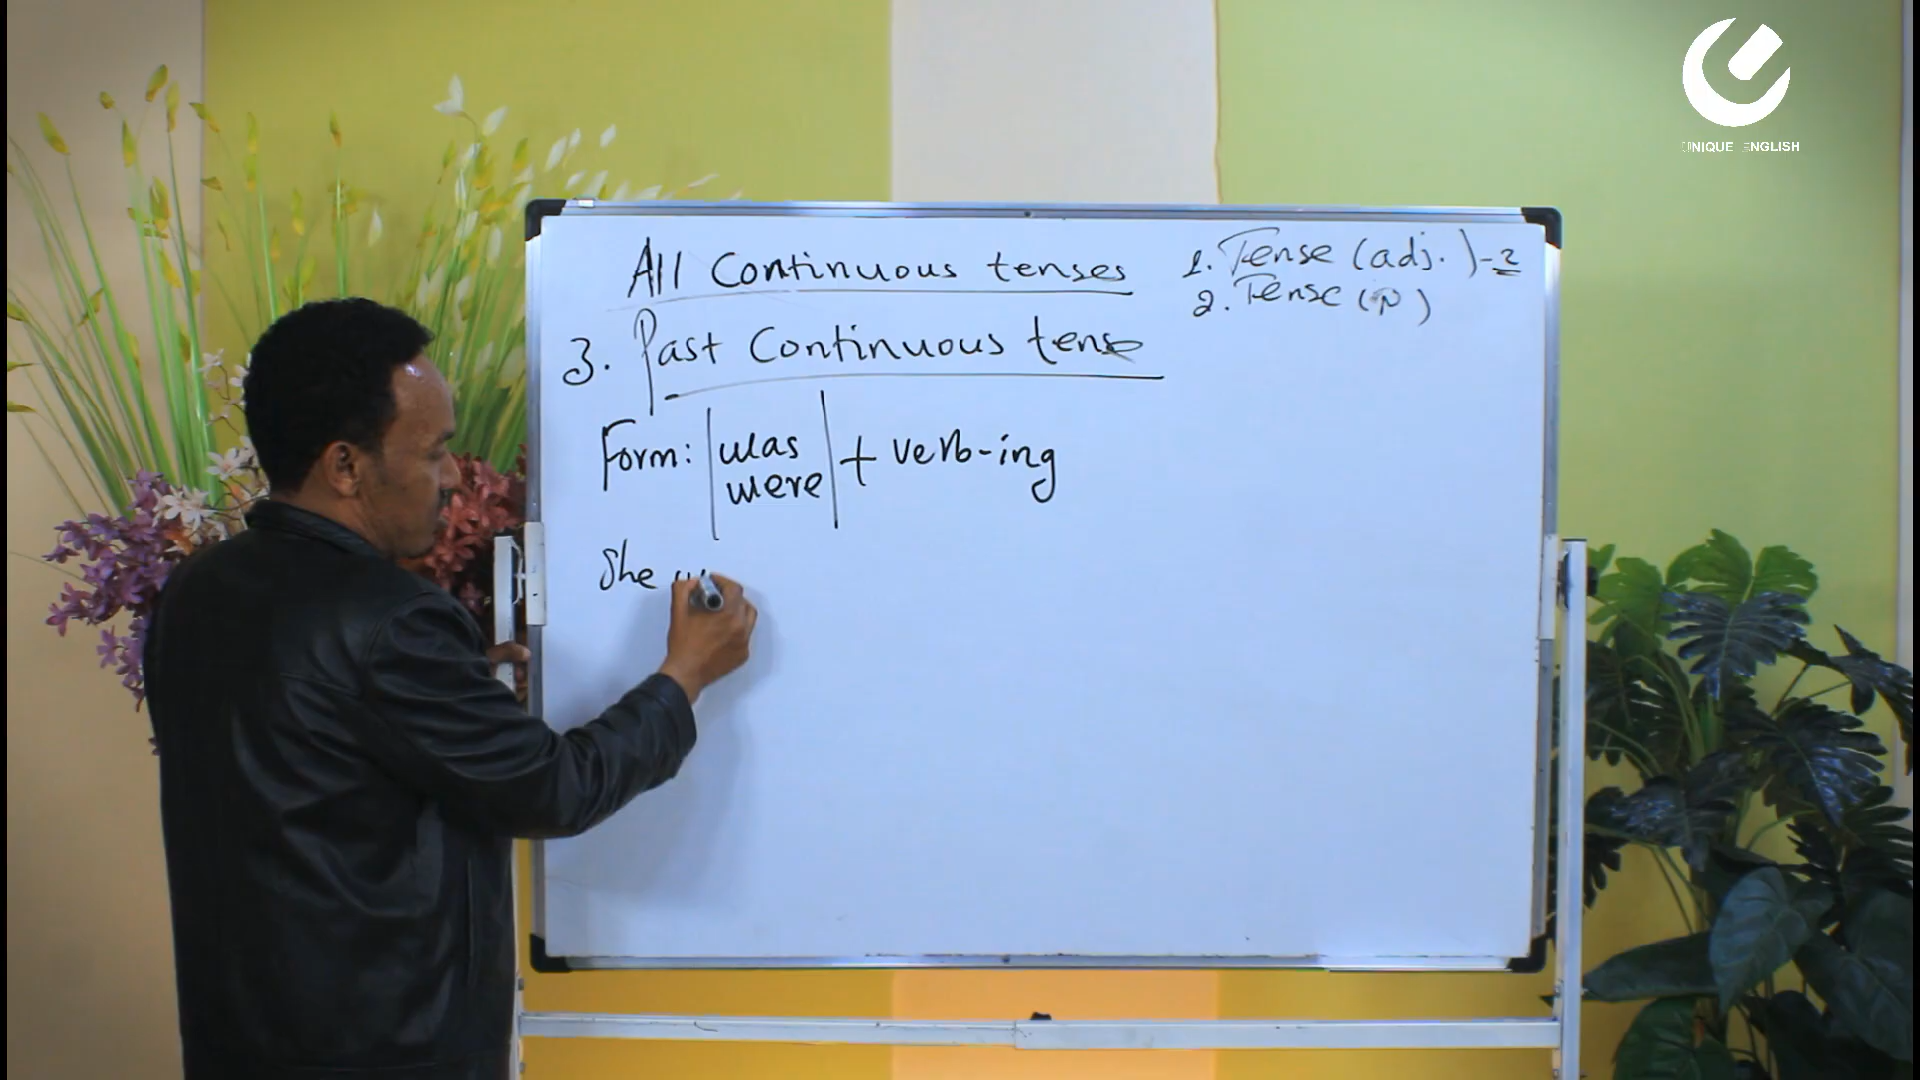 UNIQUE ENGLISH
All Continuous tenses
1. Tense (adj.) - 2
2. Tense (n)
3. Past Continuous tense
Form: | was | + verb-ing
were
She